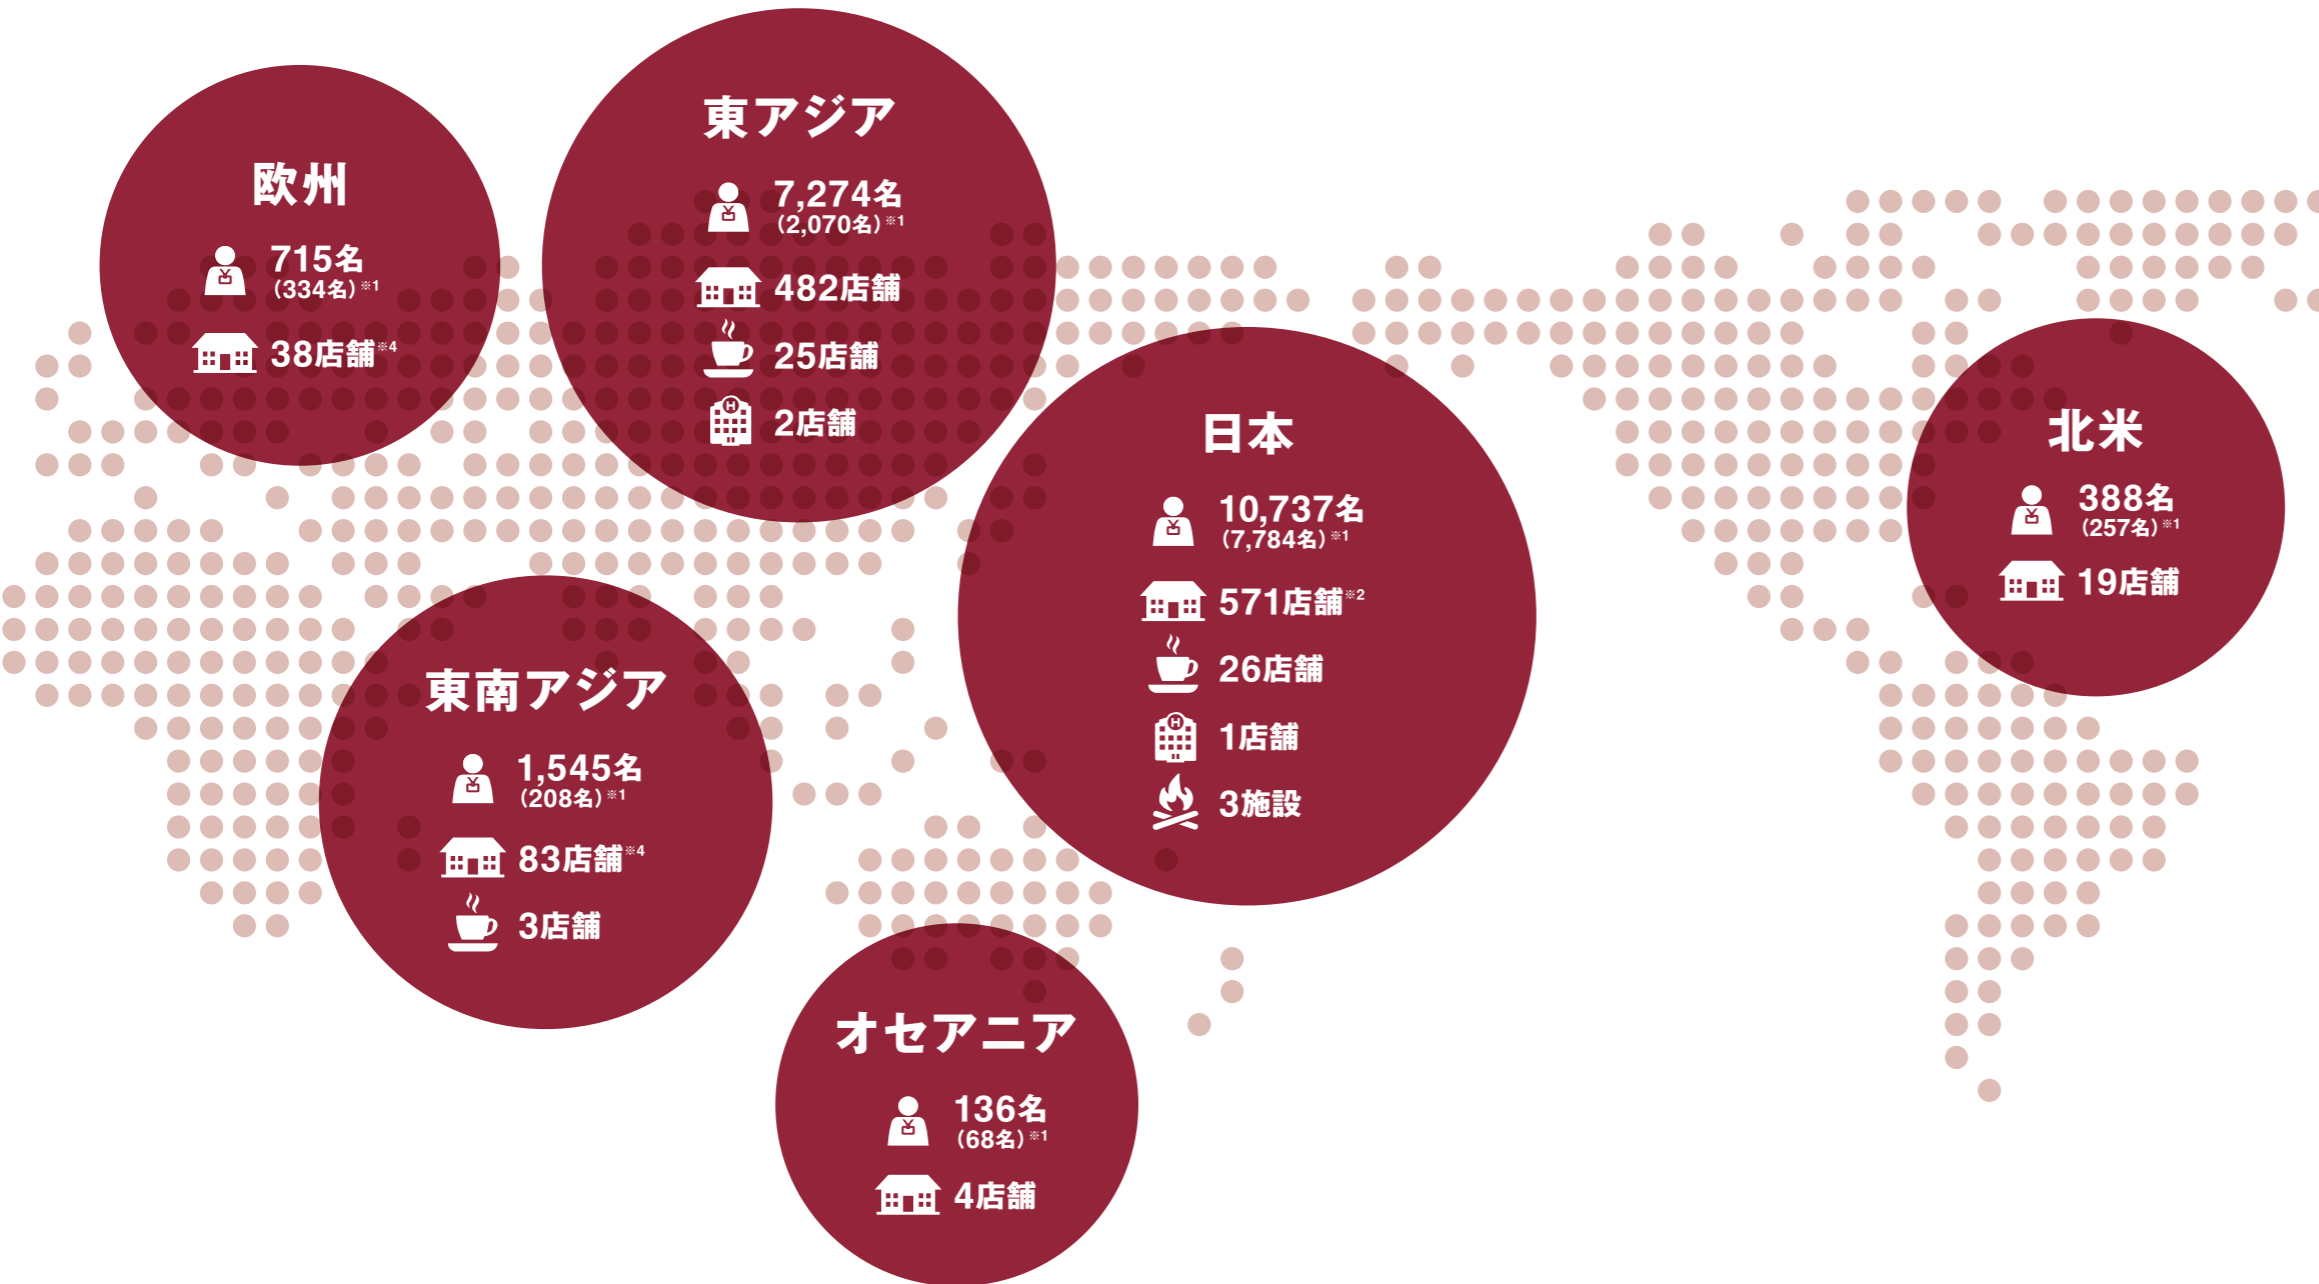 欧州
715名
(334名)※1
38店舗※4
東アジア
7,274名
(2,070名)※1
482店舗
25店舗
H
2店舗
日本
10,737名
(7,784名)※1
571店舗※2
26店舗
H
1店舗
3施設
北米
388名
(257名)※1
19店舗
東南アジア
1,545名
(208名)※1
83店舗※4
3店舗
オセアニア
136名
(68名)※1
4店舗